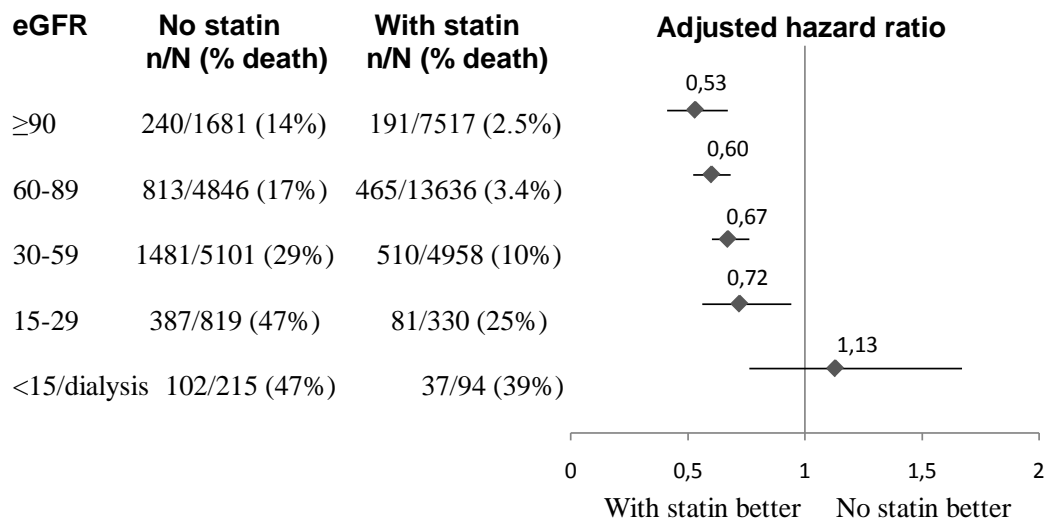 eGFR No statin With statin Adjusted hazard ratio
n/N (% death) n/N (% death)
0,53
≥90 240/1681 (14%) 191/7517 (2.5%)
0,60
60-89 813/4846 (17%) 465/13636 (3.4%)
0,67
30-59 1481/5101 (29%) 510/4958 (10%)
0,72
15-29 387/819 (47%) 81/330 (25%)
1,13
<15/dialysis 102/215 (47%) 37/94 (39%)
0 0,5 1 1,5 2
With statin better No statin better